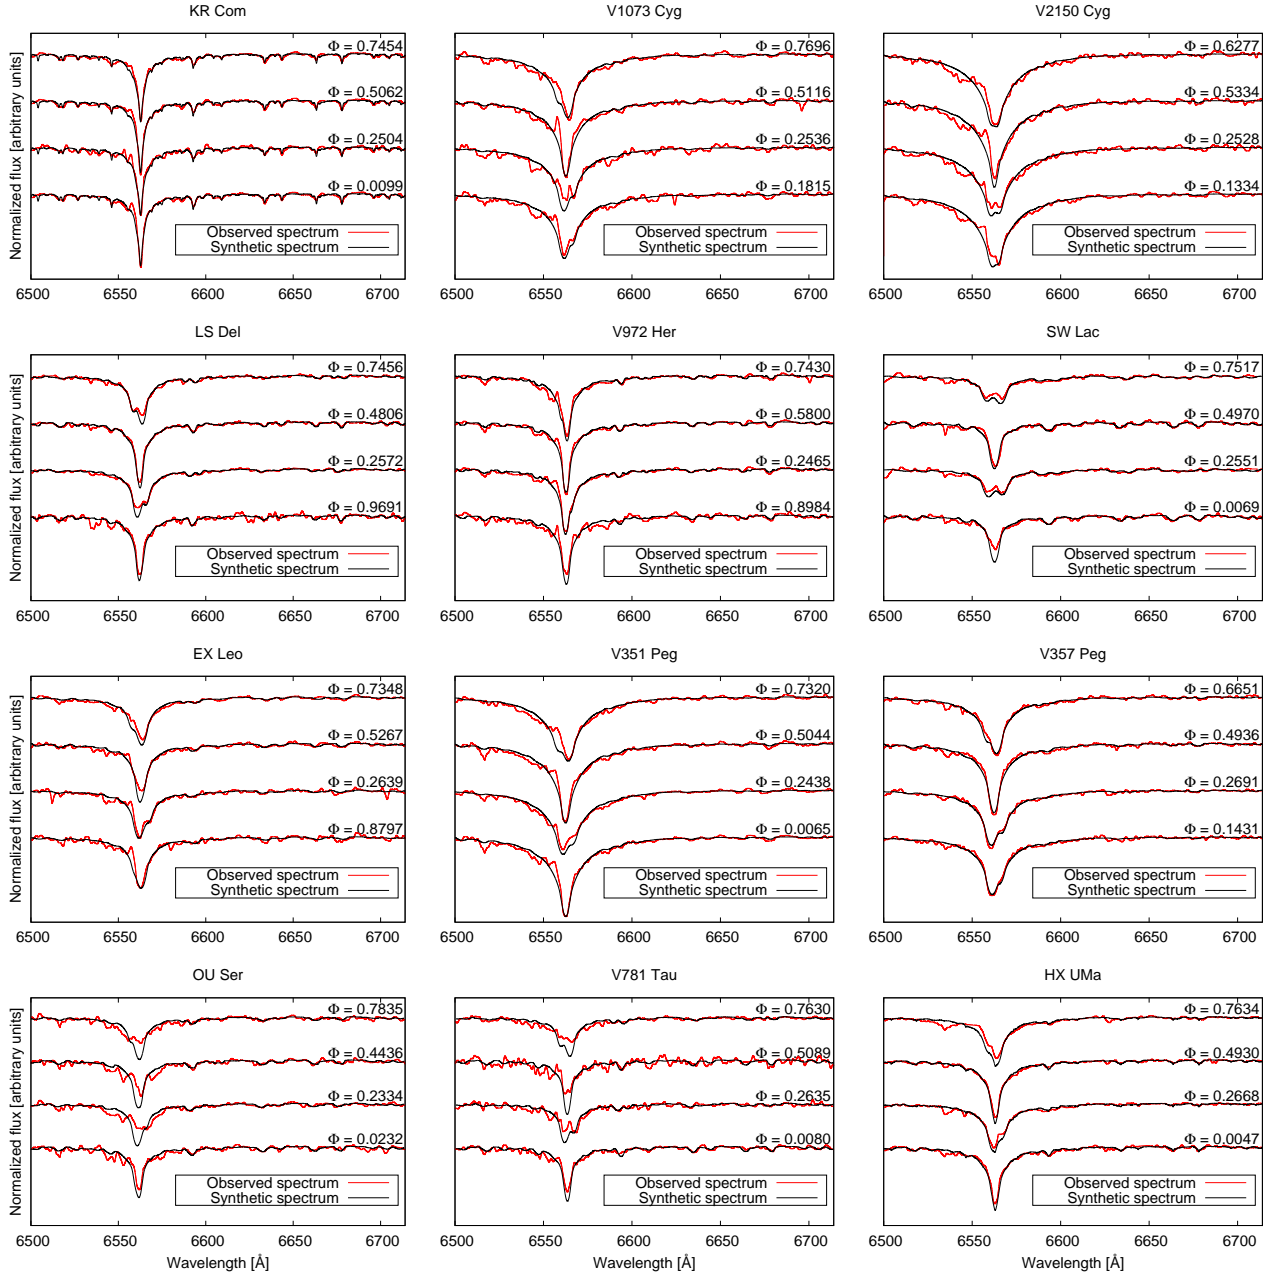 KR Com
V1073 Cyg
V2150 Cyg
Normalized flux [arbitrary units]
Φ = 0.7454
Φ = 0.5062
Φ = 0.2504
Φ = 0.0099
Observed spectrum
Synthetic spectrum
6500 6550 6600 6650 6700
Φ = 0.7696
Φ = 0.5116
Φ = 0.2536
Φ = 0.1815
Observed spectrum
Synthetic spectrum
6500 6550 6600 6650 6700
Φ = 0.6277
Φ = 0.5334
Φ = 0.2528
Φ = 0.1334
Observed spectrum
Synthetic spectrum
6500 6550 6600 6650 6700
LS Del
V972 Her
SW Lac
Normalized flux [arbitrary units]
Φ = 0.7456
Φ = 0.4806
Φ = 0.2572
Φ = 0.9691
Observed spectrum
Synthetic spectrum
6500 6550 6600 6650 6700
Φ = 0.7430
Φ = 0.5800
Φ = 0.2465
Φ = 0.8984
Observed spectrum
Synthetic spectrum
6500 6550 6600 6650 6700
Φ = 0.7517
Φ = 0.4970
Φ = 0.2551
Φ = 0.0069
Observed spectrum
Synthetic spectrum
6500 6550 6600 6650 6700
EX Leo
V351 Peg
V357 Peg
Normalized flux [arbitrary units]
Φ = 0.7348
Φ = 0.5267
Φ = 0.2639
Φ = 0.8797
Observed spectrum
Synthetic spectrum
6500 6550 6600 6650 6700
Φ = 0.7320
Φ = 0.5044
Φ = 0.2438
Φ = 0.0065
Observed spectrum
Synthetic spectrum
6500 6550 6600 6650 6700
Φ = 0.6651
Φ = 0.4936
Φ = 0.2691
Φ = 0.1431
Observed spectrum
Synthetic spectrum
6500 6550 6600 6650 6700
OU Ser
V781 Tau
HX UMa
Normalized flux [arbitrary units]
Φ = 0.7835
Φ = 0.4436
Φ = 0.2334
Φ = 0.0232
Observed spectrum
Synthetic spectrum
6500 6550 6600 6650 6700
Wavelength [Å]
Φ = 0.7630
Φ = 0.5089
Φ = 0.2635
Φ = 0.0080
Observed spectrum
Synthetic spectrum
6500 6550 6600 6650 6700
Wavelength [Å]
Φ = 0.7634
Φ = 0.4930
Φ = 0.2668
Φ = 0.0047
Observed spectrum
Synthetic spectrum
6500 6550 6600 6650 6700
Wavelength [Å]